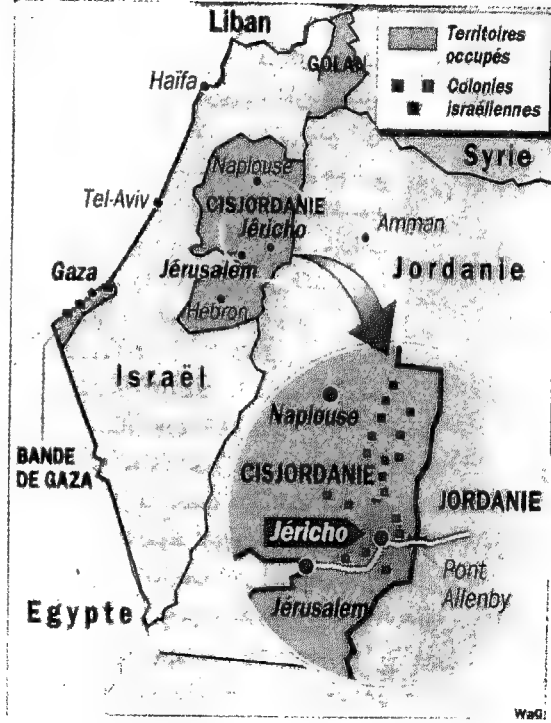 Liban
GOLAN
Territoires
occupés
Colonies
israéliennes
Haïfa
Syrie
Naplouse
Tel-Aviv
CISJORDANIE
Jéricho
Amman
Gaza
Jérusalem
Jordanie
Hébron
Israël
Naplouse
BANDE
DE GAZA
CISJORDANIE
JORDANIE
Jéricho
Pont
Allenby
Egypte
Jérusalem